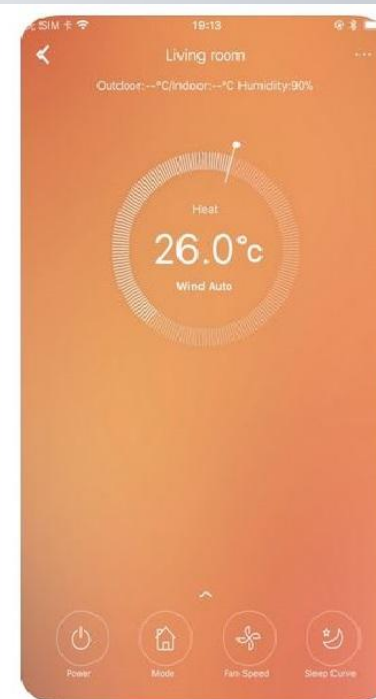 SIM 19:13
Living room
Outdoor:--°C/Indoor:--°C Humidity:90%
Heat
26.0°c
Wind Auto
Power Mode Fan Speed Sleep Curve